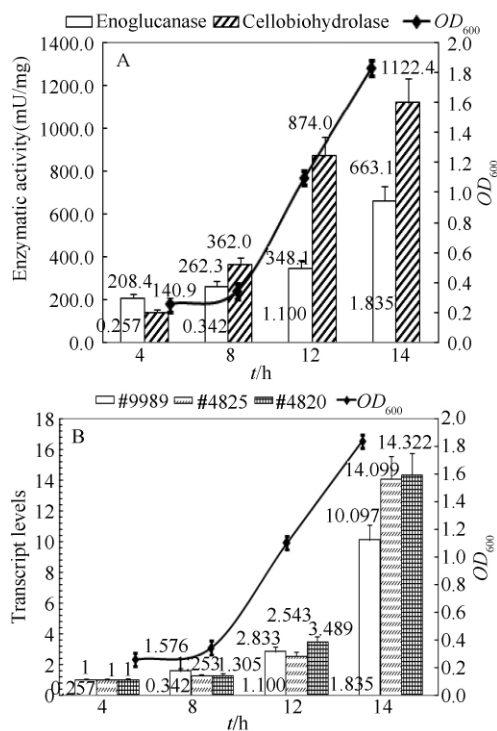 Enoglucanase Cellobiohydrolase OD600
A
Enzymatic activity(mU/mg)
1400.0
1200.0
1000.0
800.0
600.0
400.0
200.0
0.0
208.4 140.9 262.3 362.0 348.1 874.0 663.1 1122.4
0.257 0.342 1.100 1.835
2.0
1.8
1.6
1.4
1.2
1.0
0.8
0.6
0.4
0.2
0.0
OD600
4 8 12 14
t/h
#9989 #4825 #4820 OD600
B
Transcript levels
18
16
14
12
10
8
6
4
2
0
1 1 1 1.576 253 1.305 2.833 2.543 3.489 10.097 14.099 14.322
0.257 0.342 1.100 1.835
2.0
1.8
1.6
1.4
1.2
1.0
0.8
0.6
0.4
0.2
0.0
OD600
4 8 12 14
t/h